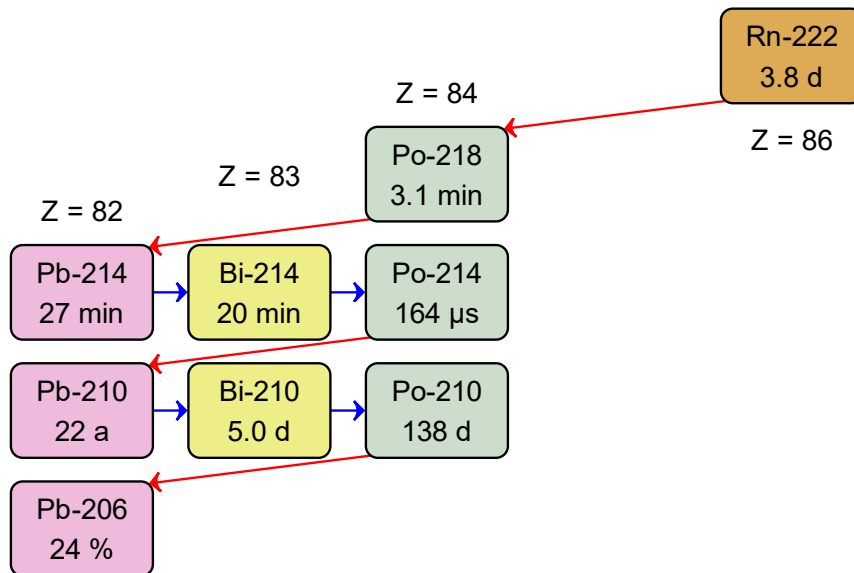 Rn-222
3.8 d
Z = 84
Z = 86
Po-218
3.1 min
Z = 83
Z = 82
Pb-214
27 min
Bi-214
20 min
Po-214
164 µs
Pb-210
22 a
Bi-210
5.0 d
Po-210
138 d
Pb-206
24 %